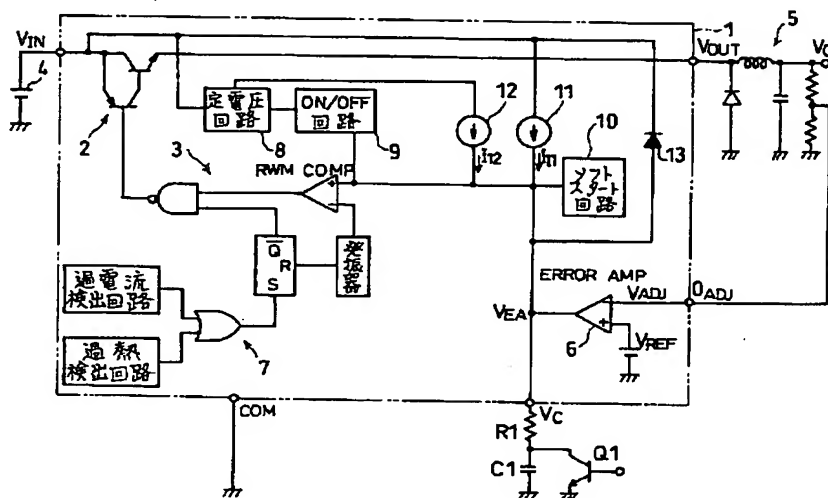 1
5
VIN
VOUT
VO
4
12
11
定電圧
回路
ON/OFF
回路
10
2
8
9
I12
I11
13
3
RWM COMP
ソフト
スタート
回路
Q
R
S
発振器
過電流
検出回路
ERROR AMP
VADJ
OADJ
VEA
VREF
6
過熱
検出回路
7
COM
VC
R1
C1
Q1